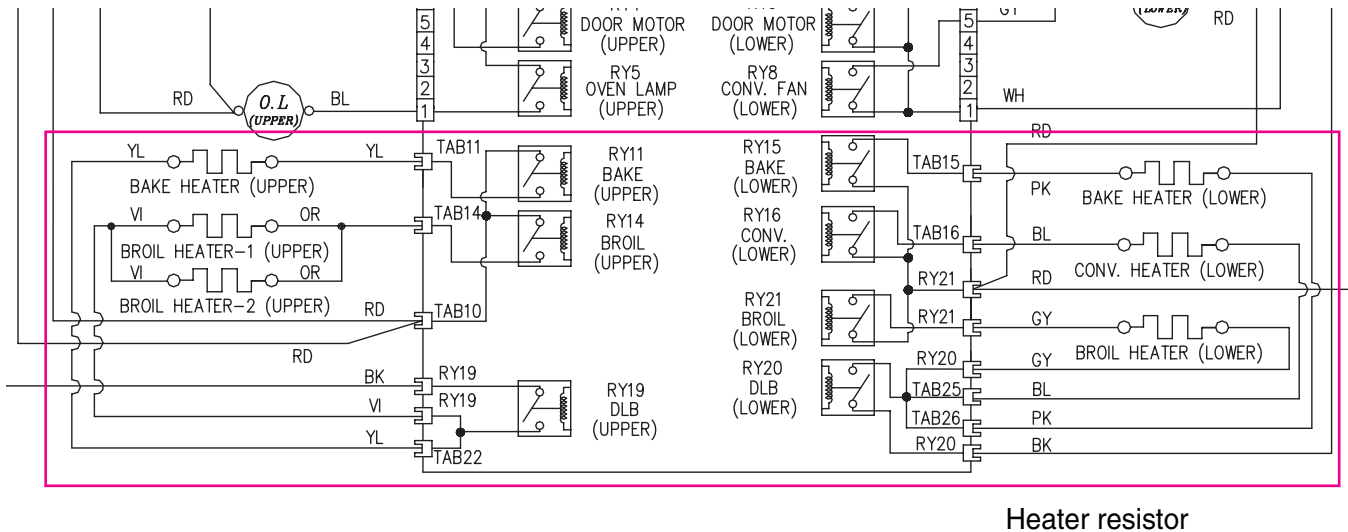 5
4
3
2
1
DOOR MOTOR
(UPPER)
RY5
OVEN LAMP
(UPPER)
DOOR MOTOR
(LOWER)
RY8
CONV. FAN
(LOWER)
5
4
3
2
1
GY
(LOWER)
RD
WH
RD
O.L
(UPPER)
BL
YL
BAKE HEATER (UPPER)
YL
TAB11
VI
OR
BROIL HEATER-1 (UPPER)
VI
OR
BROIL HEATER-2 (UPPER)
TAB14
RD
TAB10
RD
BK
RY19
VI
RY19
YL
TAB22
RY11
BAKE
(UPPER)
RY14
BROIL
(UPPER)
RY19
DLB
(UPPER)
RY15
BAKE
(LOWER)
RY16
CONV.
(LOWER)
RY21
BROIL
(LOWER)
RY20
DLB
(LOWER)
RD
TAB15
PK
BAKE HEATER (LOWER)
TAB16
BL
CONV. HEATER (LOWER)
RY21
RD
RY21
GY
BROIL HEATER (LOWER)
RY20
GY
TAB25
BL
TAB26
PK
RY20
BK
Heater resistor